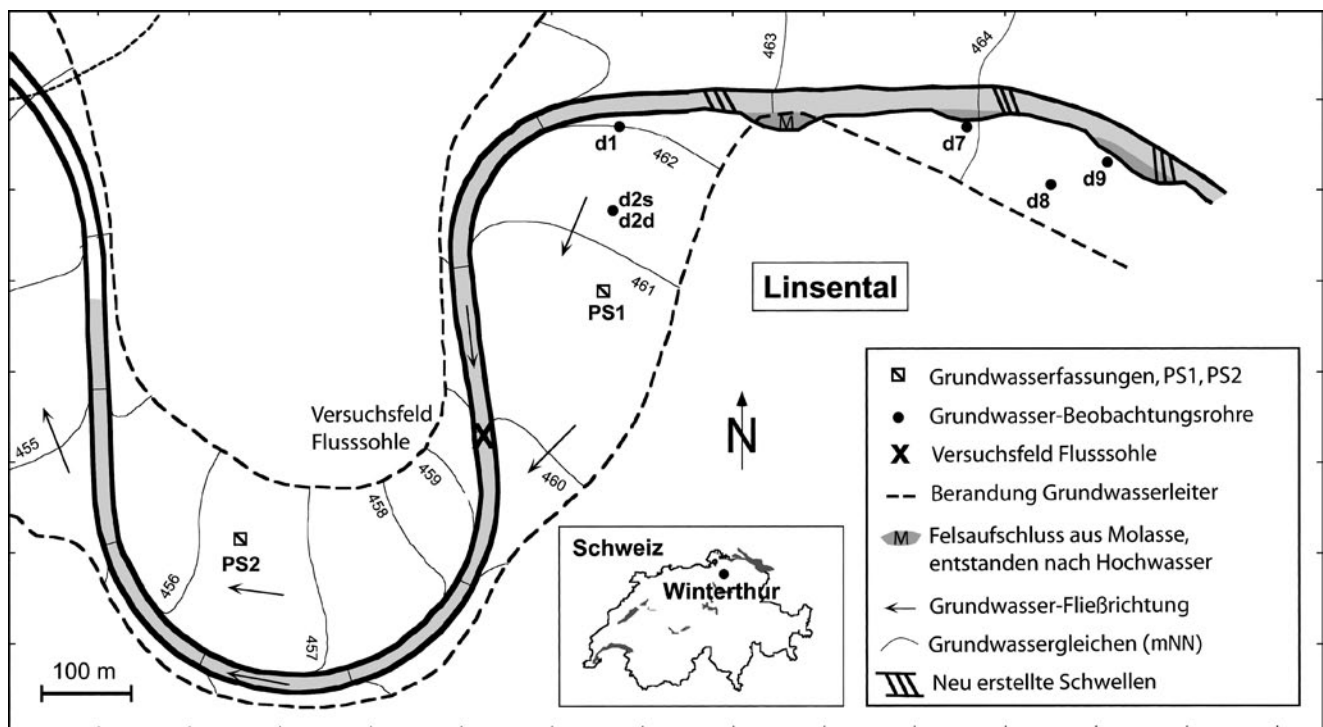 463
464
d1
462
M
d7
d9
d8
d2s
d2d
461
PS1
Linsental
Versuchsfeld
Flusssohle
X
460
459
458
455
456
457
PS2
N
100 m
Schweiz
Winterthur
Grundwasserfassungen, PS1, PS2
Grundwasser-Beobachtungsrohre
X Versuchsfeld Flusssohle
Berandung Grundwasserleiter
M Felsaufschluss aus Molasse,
entstanden nach Hochwasser
Grundwasser-Fließrichtung
Grundwassergleichen (mNN)
Neu erstellte Schwellen